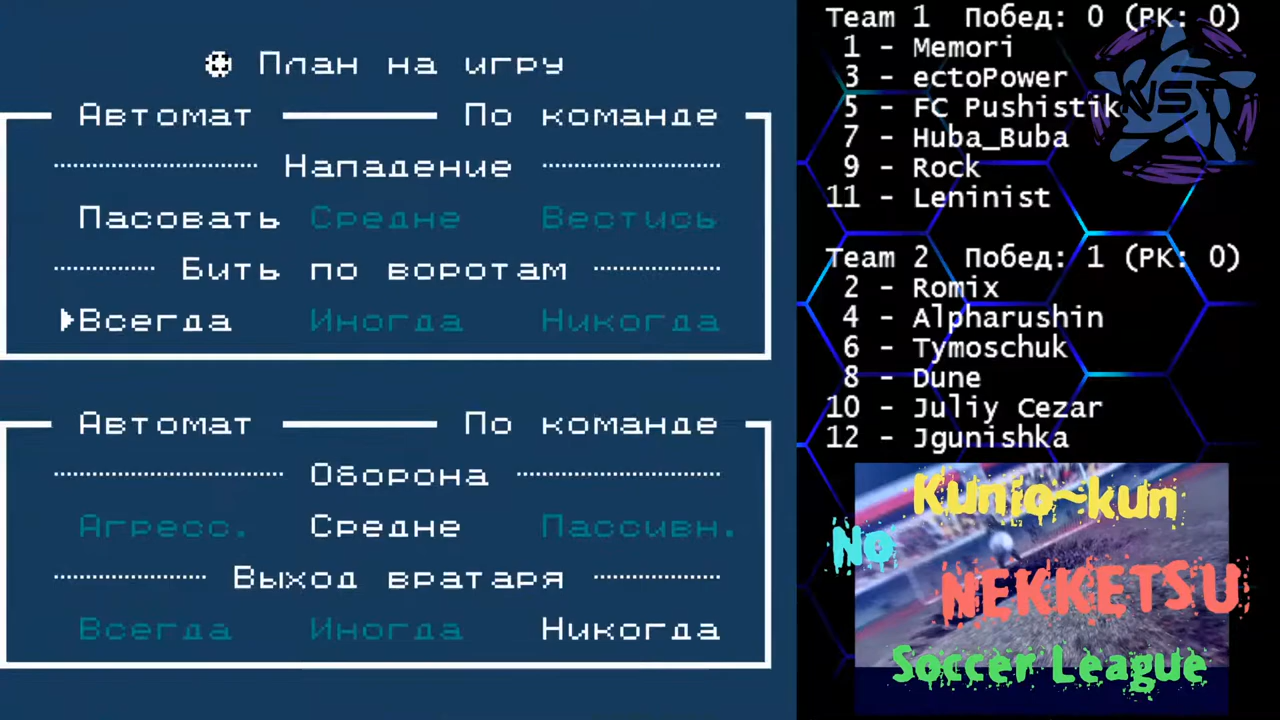 План на игру
Автомат По команде
Нападение
Пасовать Средне Вестись
Бить по воротам
Всегда Иногда Никогда
Автомат По команде
Оборона
Агресс. Средне Пассивн.
Выход вратаря
Всегда Иногда Никогда
Team 1 Побед: 0 (РК: 0)
1 - Memori
3 - ectoPower
5 - FC Pushistik
7 - Huba_Buba
9 - Rock
11 - Leninist
NST
Team 2 Побед: 1 (РК: 0)
2 - Romix
4 - Alpharushin
6 - Tymoschuk
8 - Dune
10 - Juliy Cezar
12 - Jgunishka
Kunio~kun
No
NEKKETSU
Soccer League